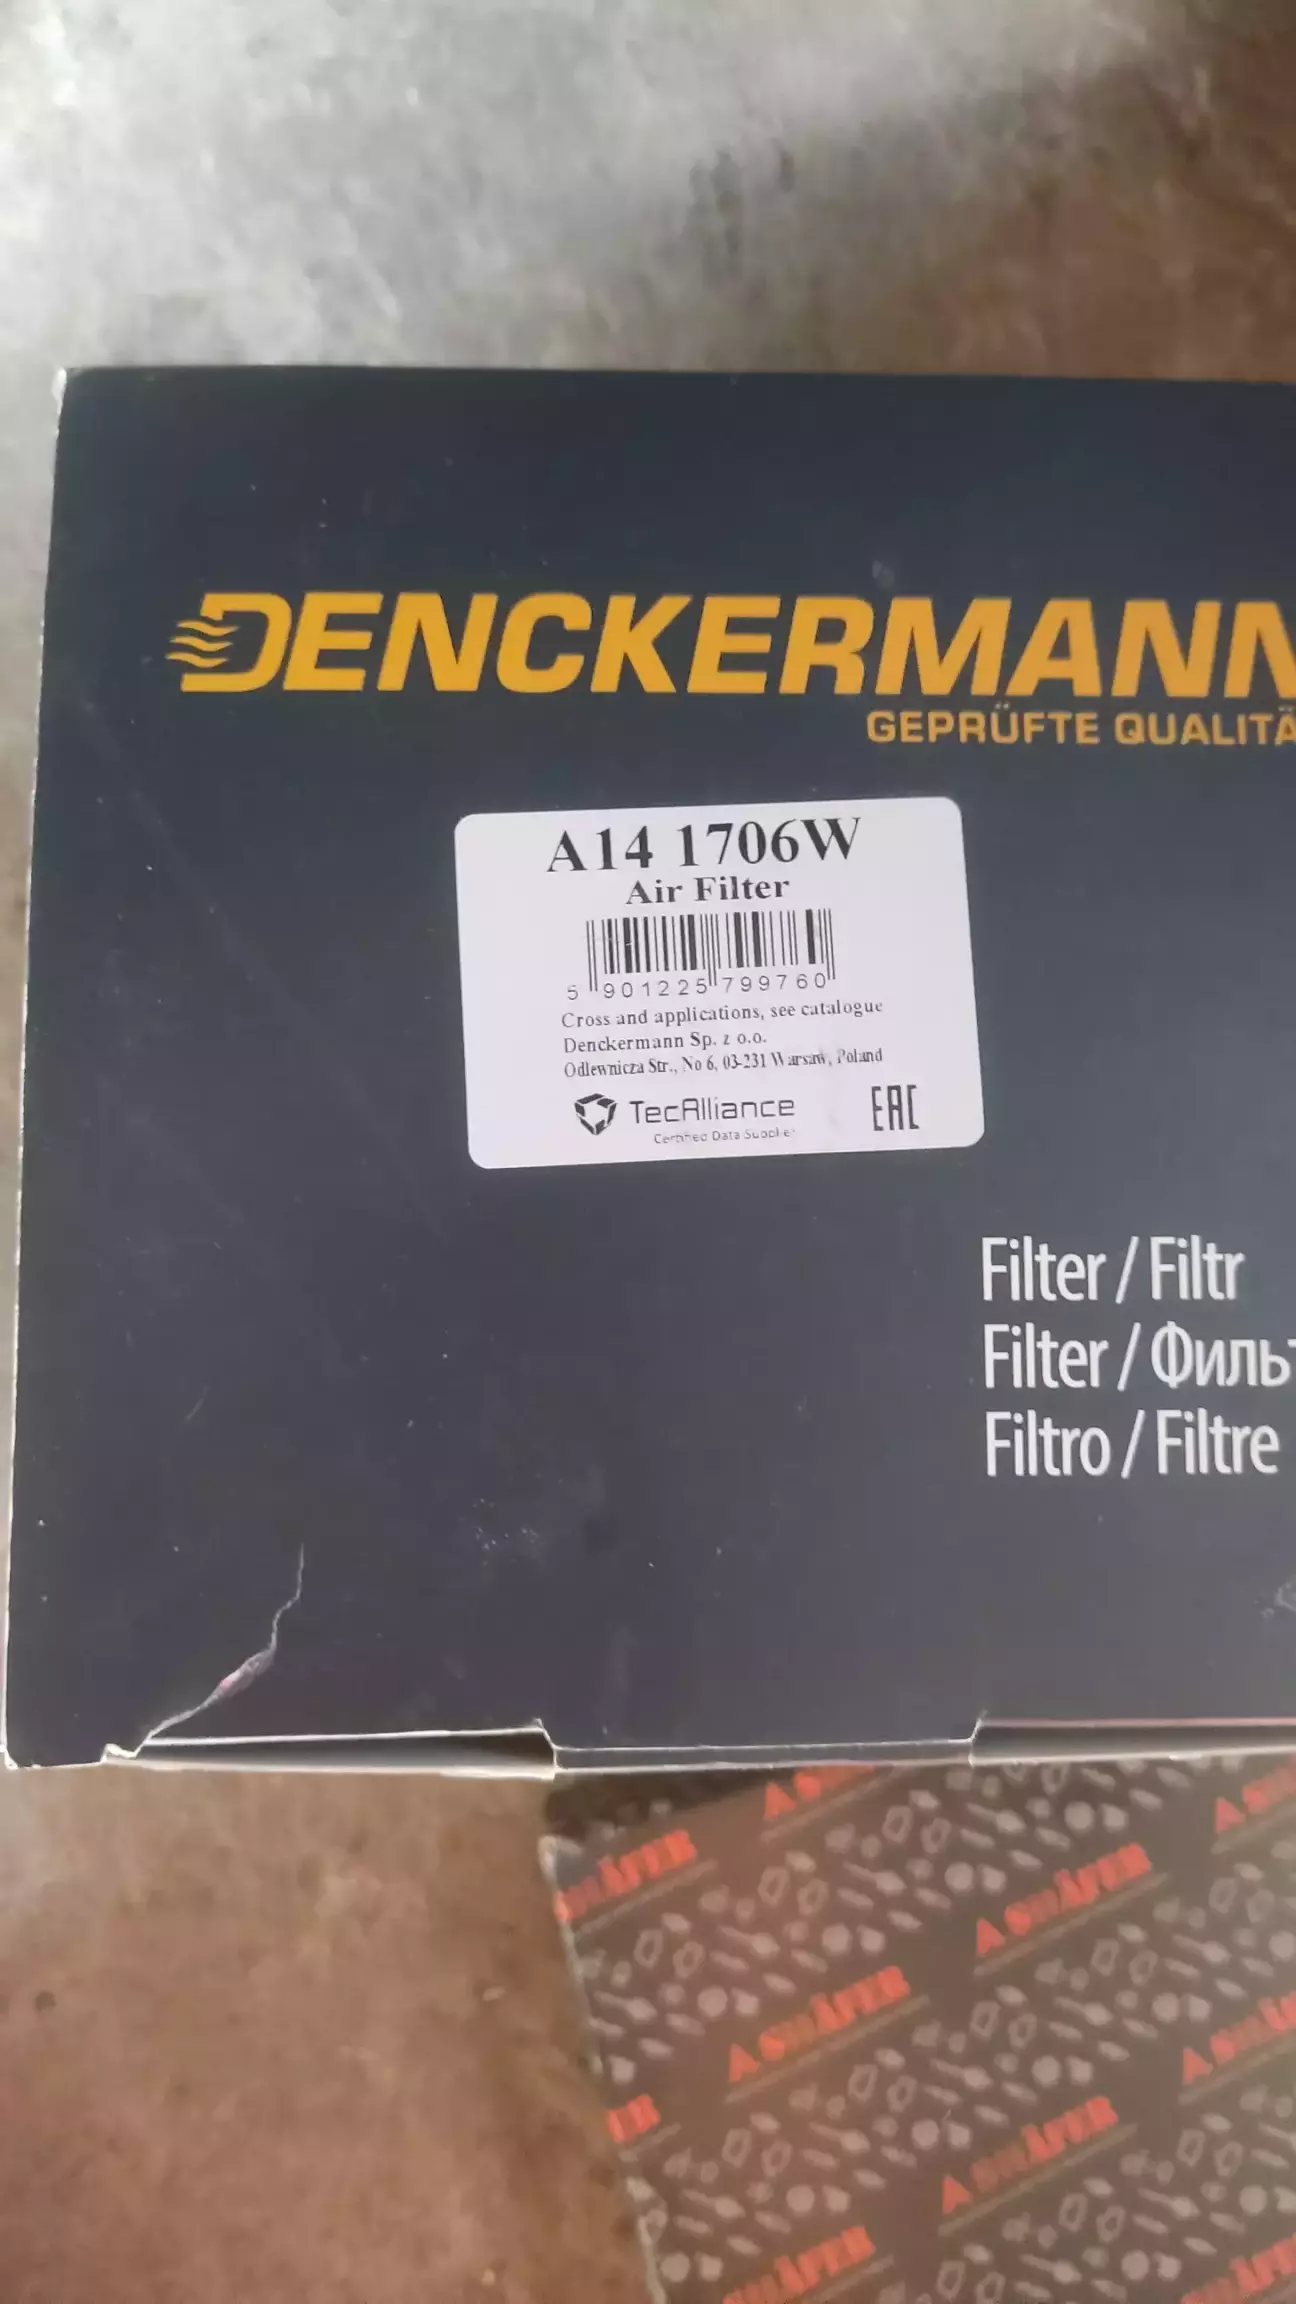 DENCKERMANN
GEPRÜFTE QUALITÄ
A14 1706W
Air Filter
5 901225 799760
Cross and applications, see catalogue
Denckermann Sp. z o.o.
Odlewnicza Str., No 6, 03-231 Warsaw, Poland
TecAlliance
Certified Data Supplier
EAC
Filter / Filtr
Filter / Филь
Filtro / Filtre